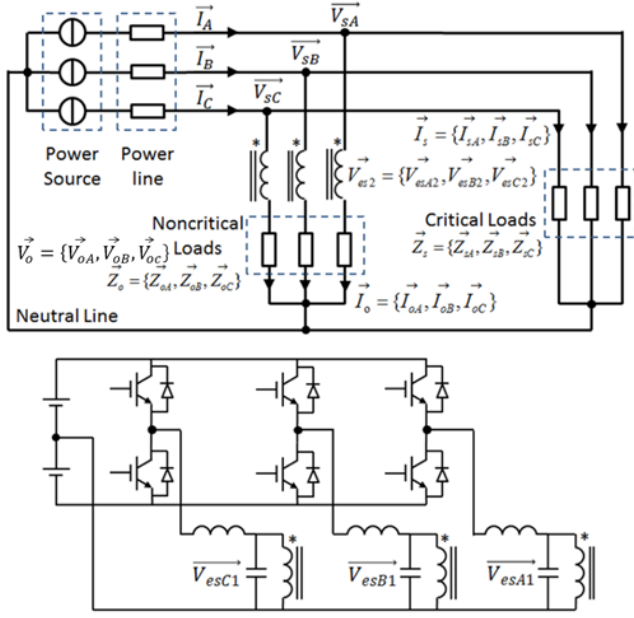 I_A
V_sA
I_B
V_sB
I_C
V_sC
*
*
*
I_s = {I_sA, I_sB, I_sC}
Power Source
Power line
V_es2 = {V_esA2, V_esB2, V_esC2}
Noncritical Loads
Critical Loads
V_o = {V_oA, V_oB, V_oC}
Z_o = {Z_oA, Z_oB, Z_oC}
Z_s = {Z_sA, Z_sB, Z_sC}
I_o = {I_oA, I_oB, I_oC}
Neutral Line
*
*
*
V_esC1
V_esB1
V_esA1